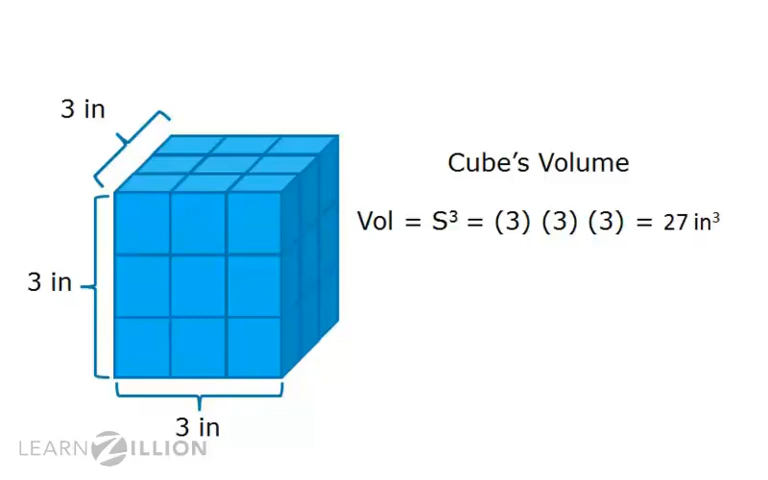 3 in
Cube's Volume
Vol = S³ = (3) (3) (3) = 27 in³
3 in
3 in
LEARNZILLION